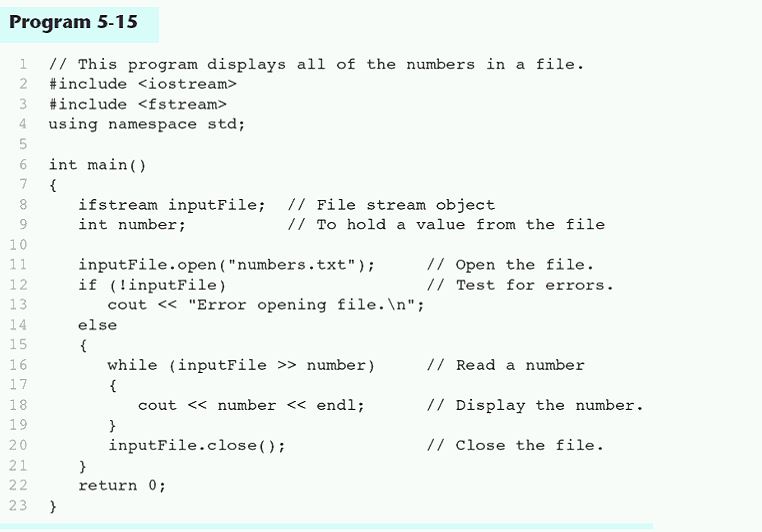 Program 5-15
1 // This program displays all of the numbers in a file.
2 #include <iostream>
3 #include <fstream>
4 using namespace std;
5
6 int main()
7 {
8    ifstream inputFile;  // File stream object
9    int number;          // To hold a value from the file
10
11    inputFile.open("numbers.txt");     // Open the file.
12    if (!inputFile)                    // Test for errors.
13       cout << "Error opening file.\n";
14    else
15    {
16       while (inputFile >> number)     // Read a number
17       {
18          cout << number << endl;      // Display the number.
19       }
20       inputFile.close();              // Close the file.
21    }
22    return 0;
23 }